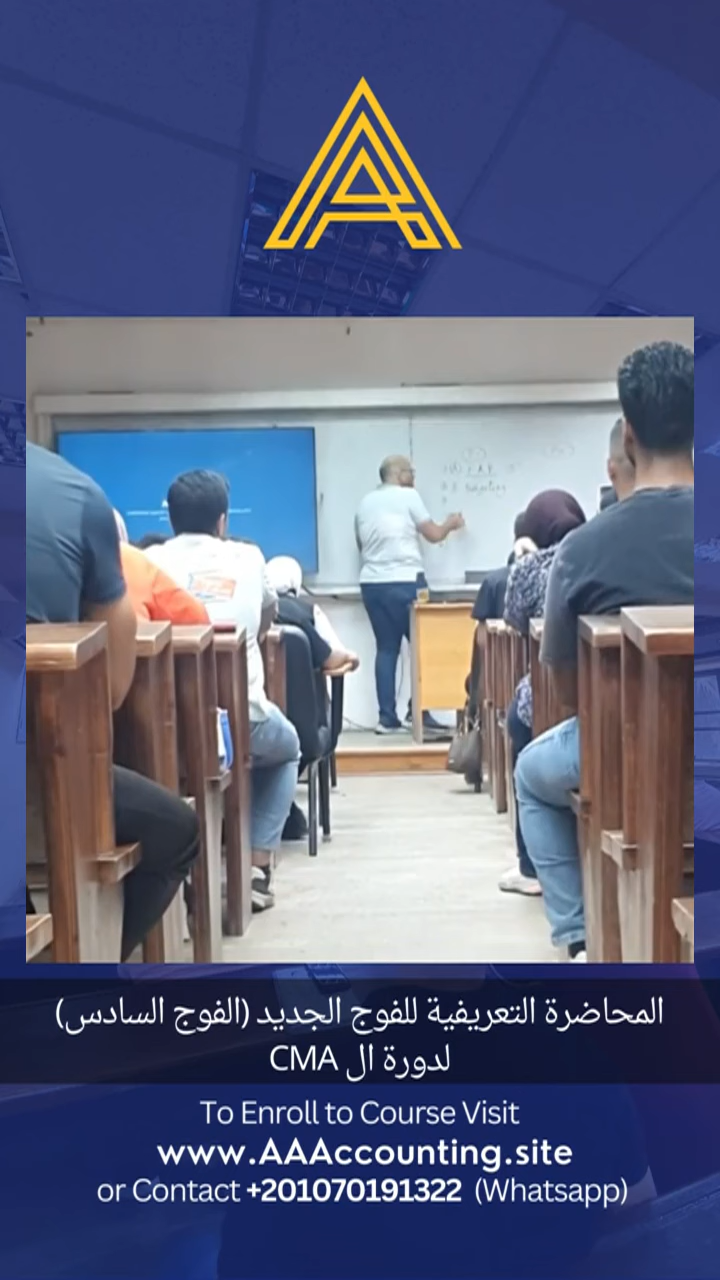 المحاضرة التعريفية للفوج الجديد (الفوج السادس)
لدورة ال CMA
To Enroll to Course Visit
www.AAAccounting.site
or Contact +201070191322 (Whatsapp)